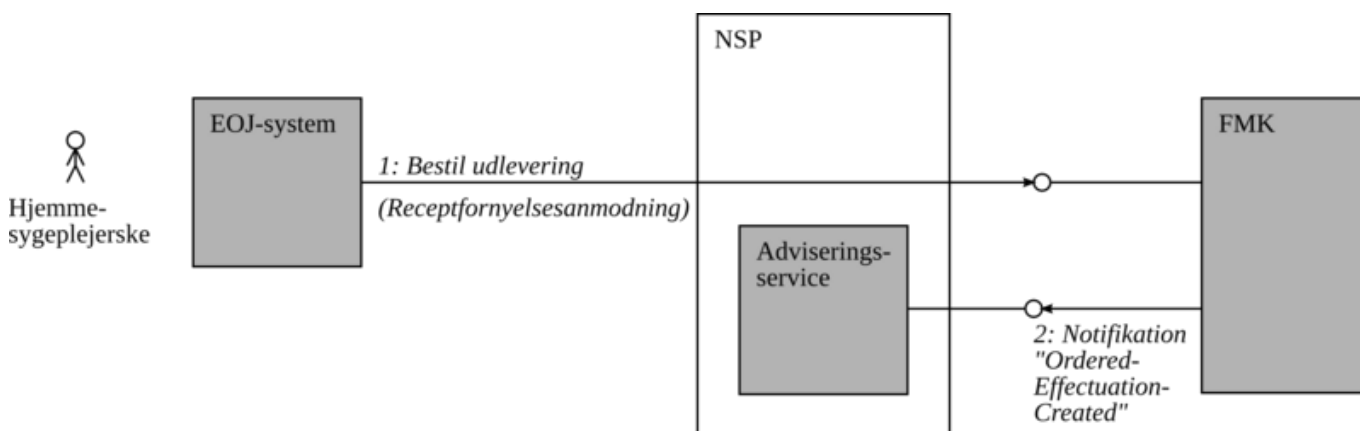 NSP
EOJ-system
FMK
1: Bestil udlevering
(Receptfornyelsesanmodning)
Hjemme-
sygeplejerske
Adviserings-
service
2: Notifikation
"Ordered-
Effectuation-
Created"